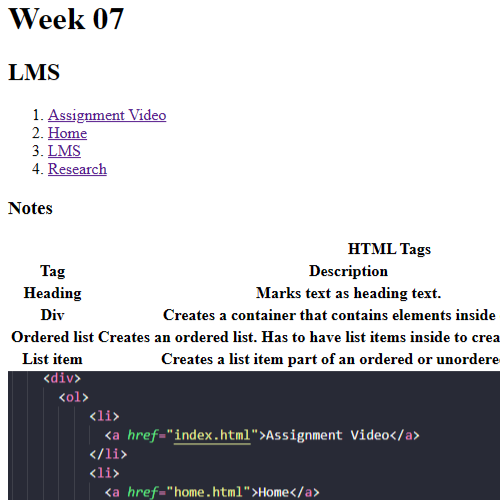 Week 07
LMS
1. Assignment Video
2. Home
3. LMS
4. Research
Notes
HTML Tags
Tag Description
Heading Marks text as heading text.
Div Creates a container that contains elements inside
Ordered list Creates an ordered list. Has to have list items inside to crea
List item Creates a list item part of an ordered or unordere
<div>
<ol>
<li>
<a href="index.html">Assignment Video</a>
</li>
<li>
<a href="home.html">Home</a>